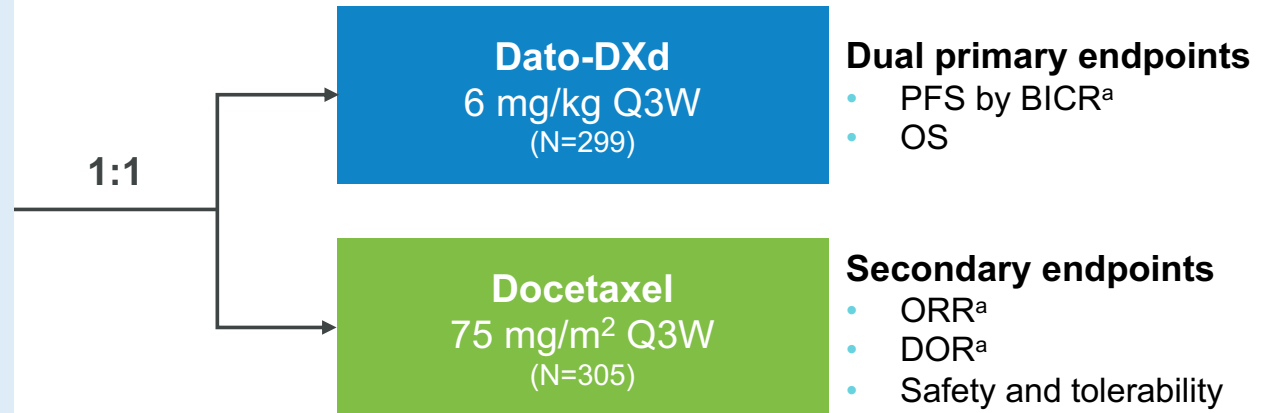 1:1
Dato-DXd
6 mg/kg Q3W
(N=299)
Docetaxel
75 mg/m² Q3W
(N=305)
Dual primary endpoints
• PFS by BICRᵃ
• OS
Secondary endpoints
• ORRᵃ
• DORᵃ
• Safety and tolerability